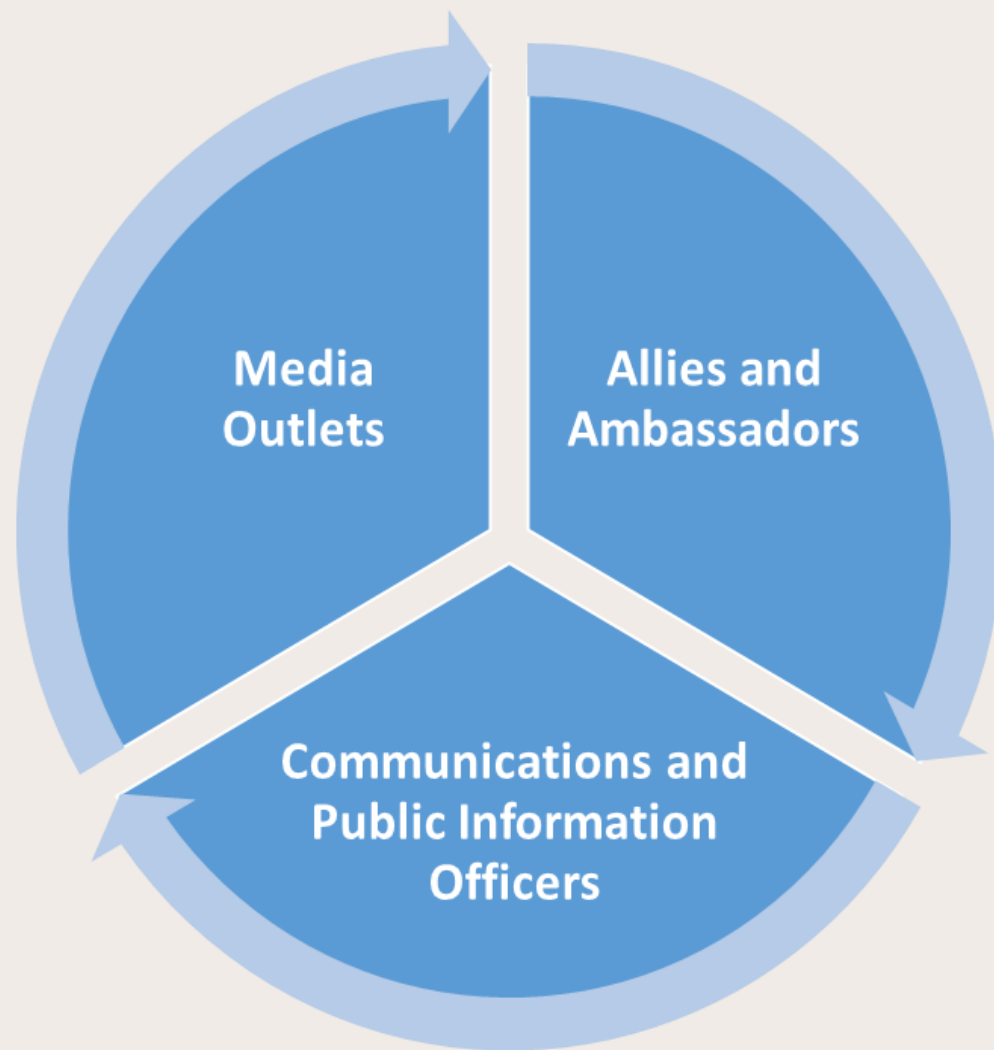 Media
Outlets
Allies and
Ambassadors
Communications and
Public Information
Officers